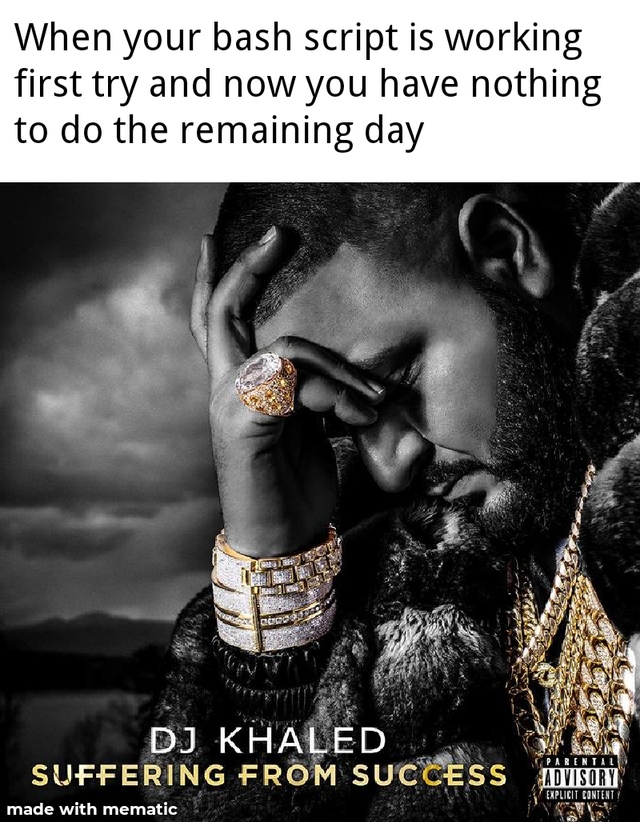 When your bash script is working
first try and now you have nothing
to do the remaining day
DJ KHALED
SUFFERING FROM SUCCESS
PARENTAL
ADVISORY
EXPLICIT CONTENT
made with mematic